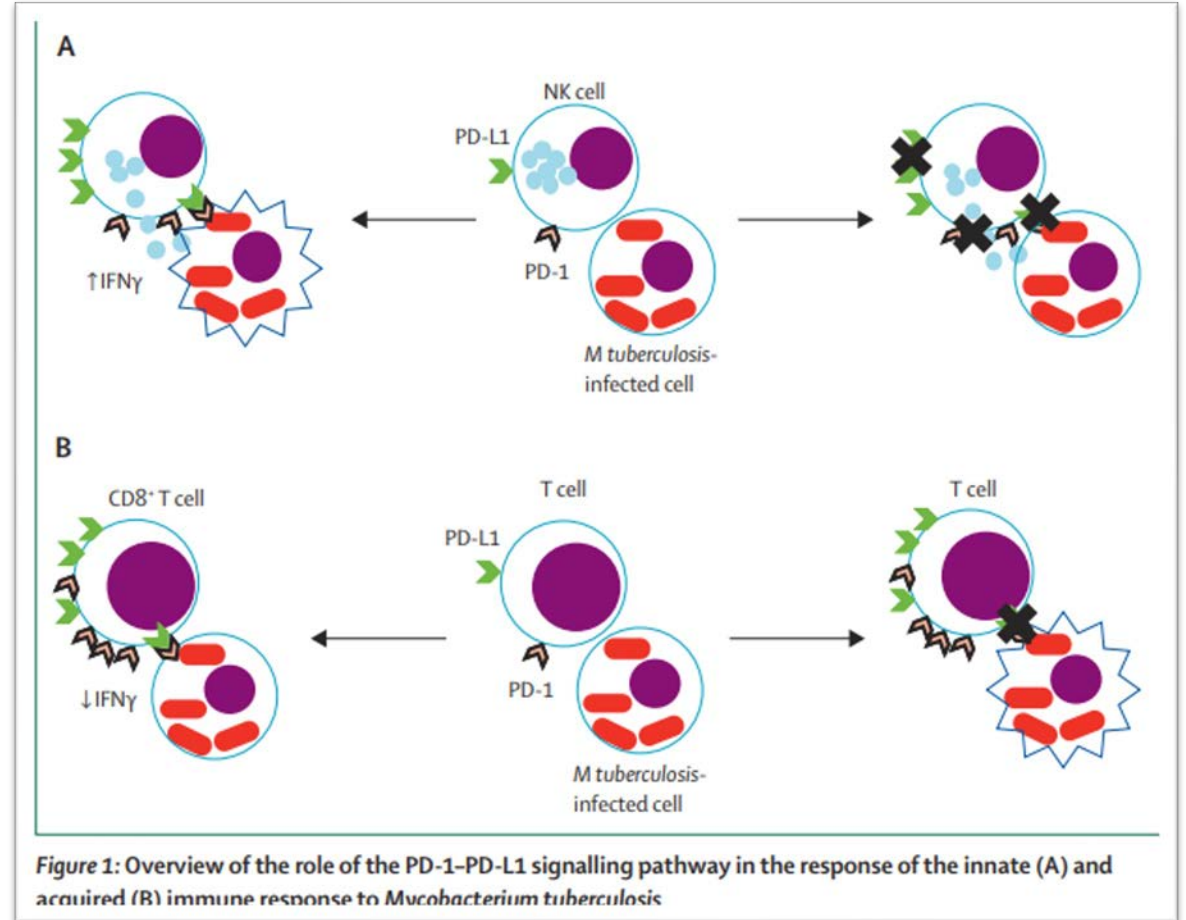 A
NK cell
PD-L1
↑IFNγ
PD-1
M tuberculosis-
infected cell
B
CD8⁺ T cell
T cell
T cell
PD-L1
↓IFNγ
PD-1
M tuberculosis-
infected cell
Figure 1: Overview of the role of the PD-1–PD-L1 signalling pathway in the response of the innate (A) and
acquired (B) immune response to Mycobacterium tuberculosis